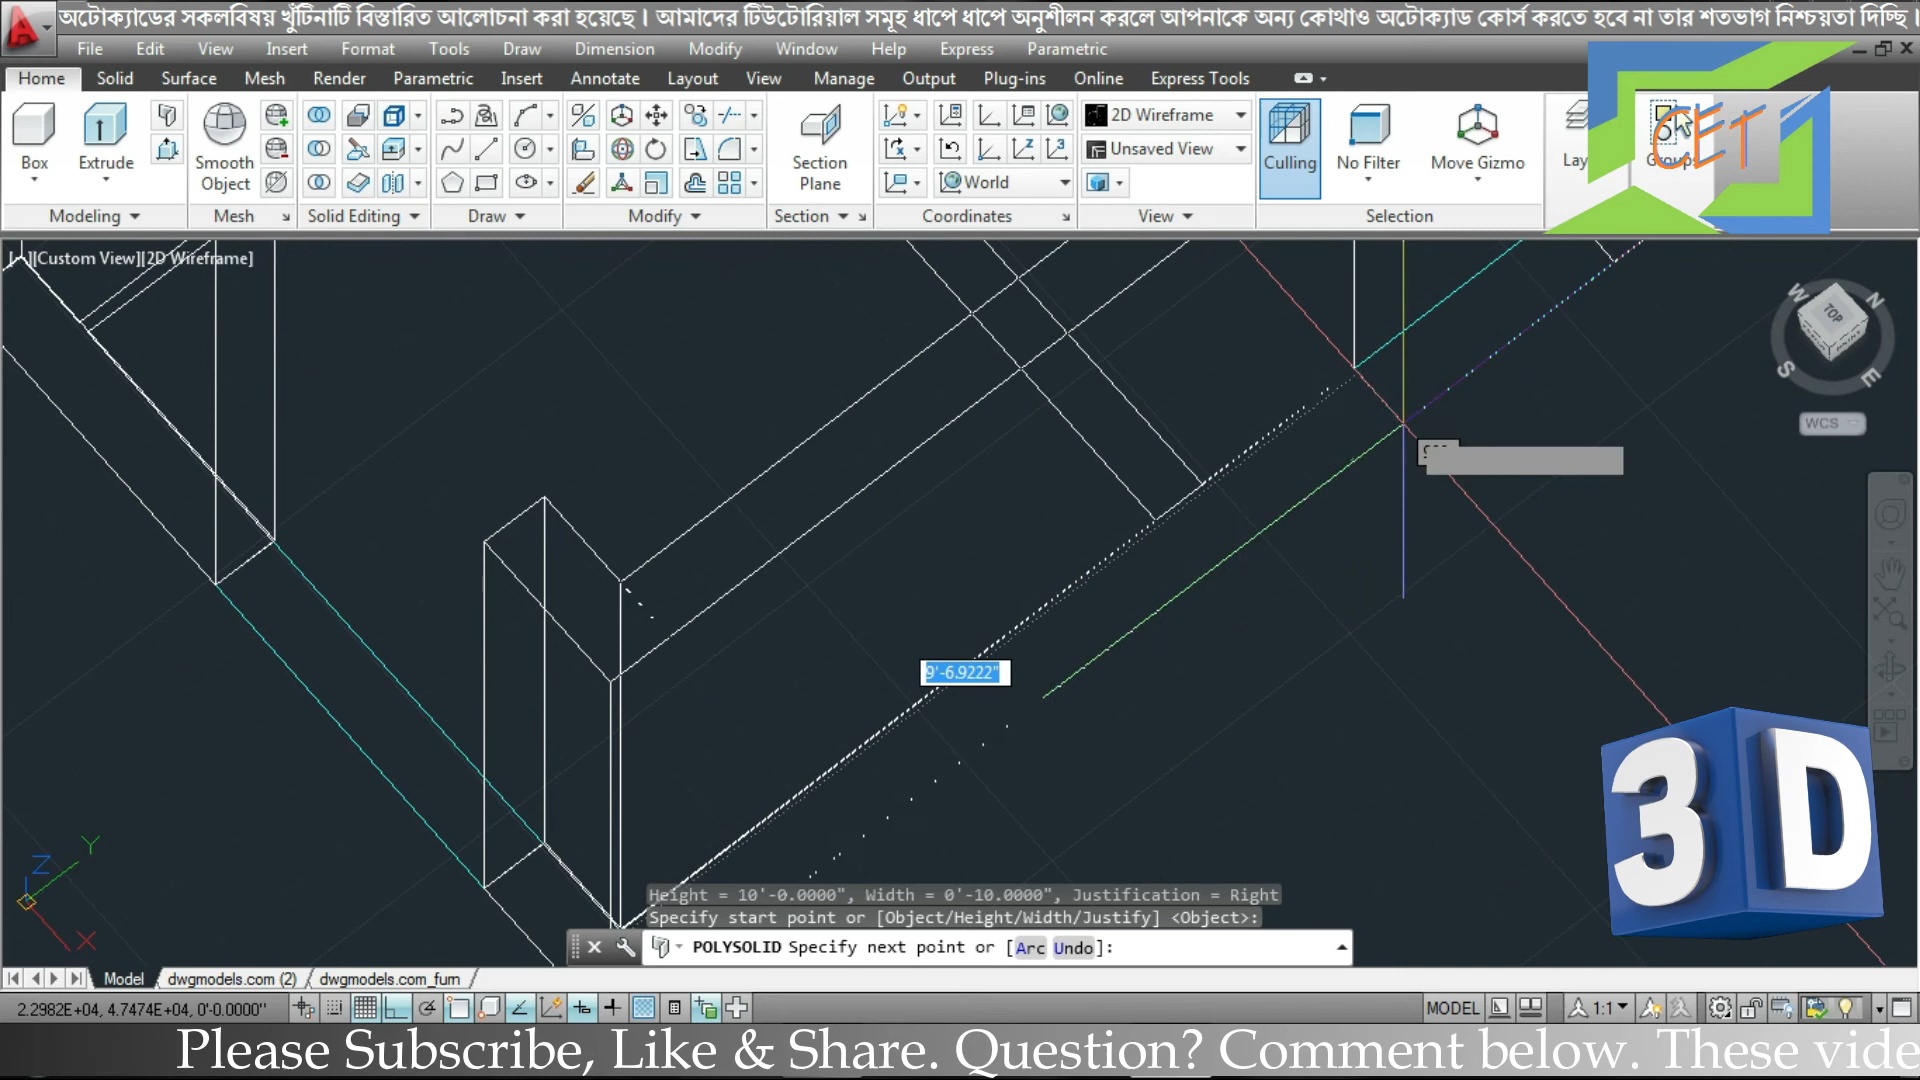 অটোক্যাডের সকলবিষয় খুঁটিনাটি বিস্তারিত আলোচনা করা হয়েছে। আমাদের টিউটোরিয়াল সমূহ ধাপে ধাপে অনুশীলন করলে আপনাকে অন্য কোথাও অটোক্যাড কোর্স করতে হবে না তার শতভাগ নিশ্চয়তা দিচ্ছি।
File Edit View Insert Format Tools Draw Dimension Modify Window Help Express Parametric
Home Solid Surface Mesh Render Parametric Insert Annotate Layout View Manage Output Plug-ins Online Express Tools
2D Wireframe
Unsaved View
World
Box Extrude Smooth Object Section Plane Culling No Filter Move Gizmo Groups
CET
Modeling Mesh Solid Editing Draw Modify Section Coordinates View Selection
[Custom View][2D Wireframe]
W N TOP S E
WCS
9'-6.9222"
3D
Z Y X
Height = 10'-0.0000", Width = 0'-10.0000", Justification = Right
Specify start point or [Object/Height/Width/Justify] <Object>:
POLYSOLID Specify next point or [Arc Undo]:
Model dwgmodels.com (2) dwgmodels.com_furn
2.2982E+04, 4.7474E+04, 0'-0.0000" MODEL 1:1
Please Subscribe, Like & Share. Question? Comment below. These vide